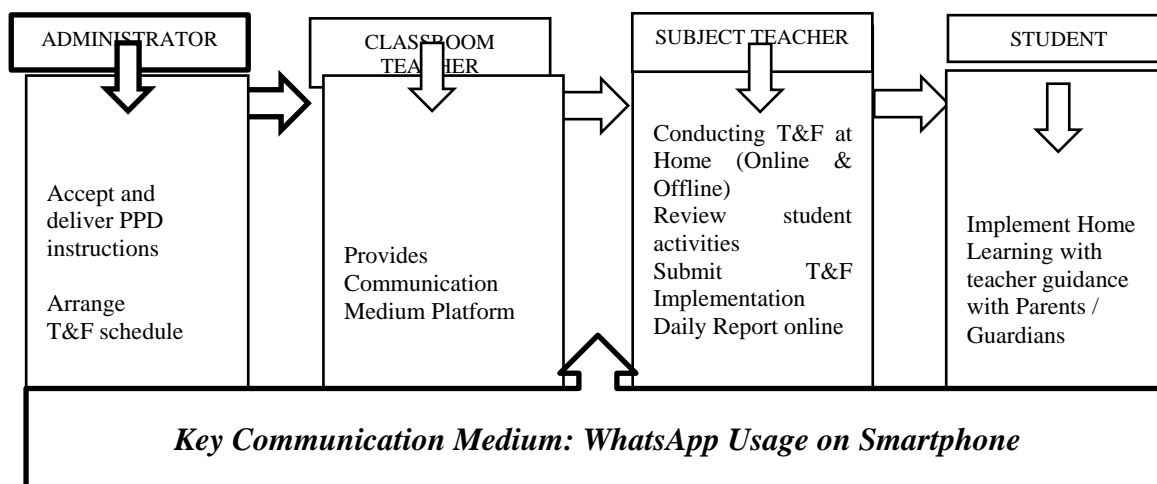 ADMINISTRATOR
CLASSROOM
TEACHER
SUBJECT TEACHER
STUDENT
Accept and
deliver PPD
instructions
Arrange
T&F schedule
Provides
Communication
Medium Platform
Conducting T&F at
Home (Online &
Offline)
Review student
activities
Submit T&F
Implementation
Daily Report online
Implement Home
Learning with
teacher guidance
with Parents /
Guardians
Key Communication Medium: WhatsApp Usage on Smartphone